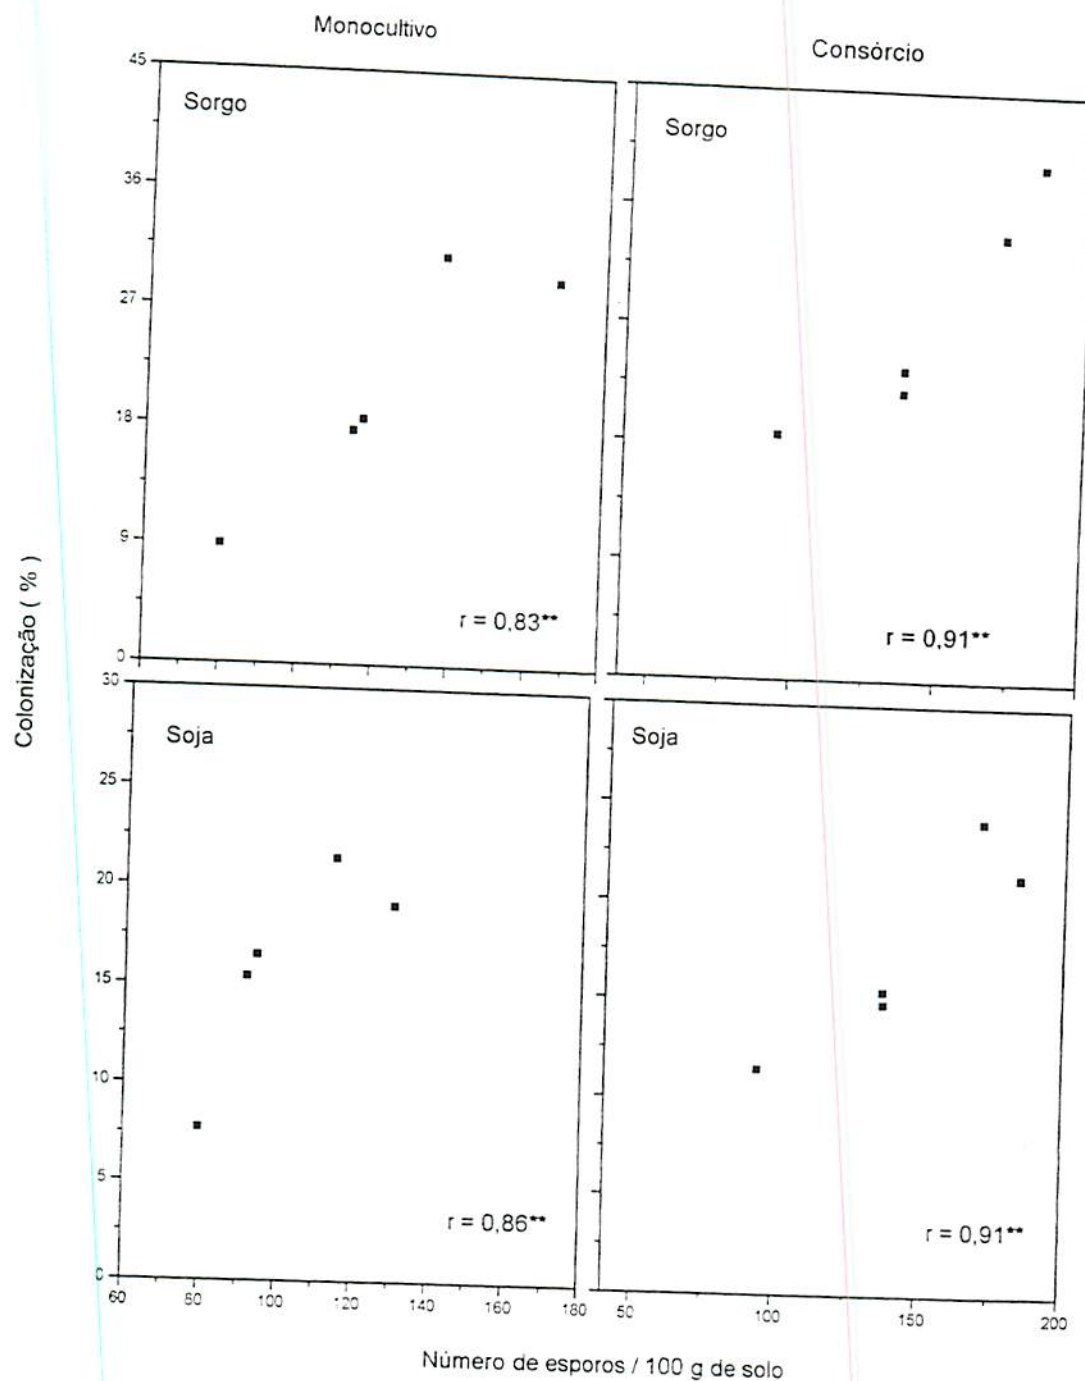 Monocultivo
Consórcio
45
36
27
18
9
0
Sorgo
r = 0,83**
Sorgo
r = 0,91**
Colonização ( % )
30
25
20
15
10
5
0
Soja
r = 0,86**
Soja
r = 0,91**
60 80 100 120 140 160 180
50 100 150 200
Número de esporos / 100 g de solo